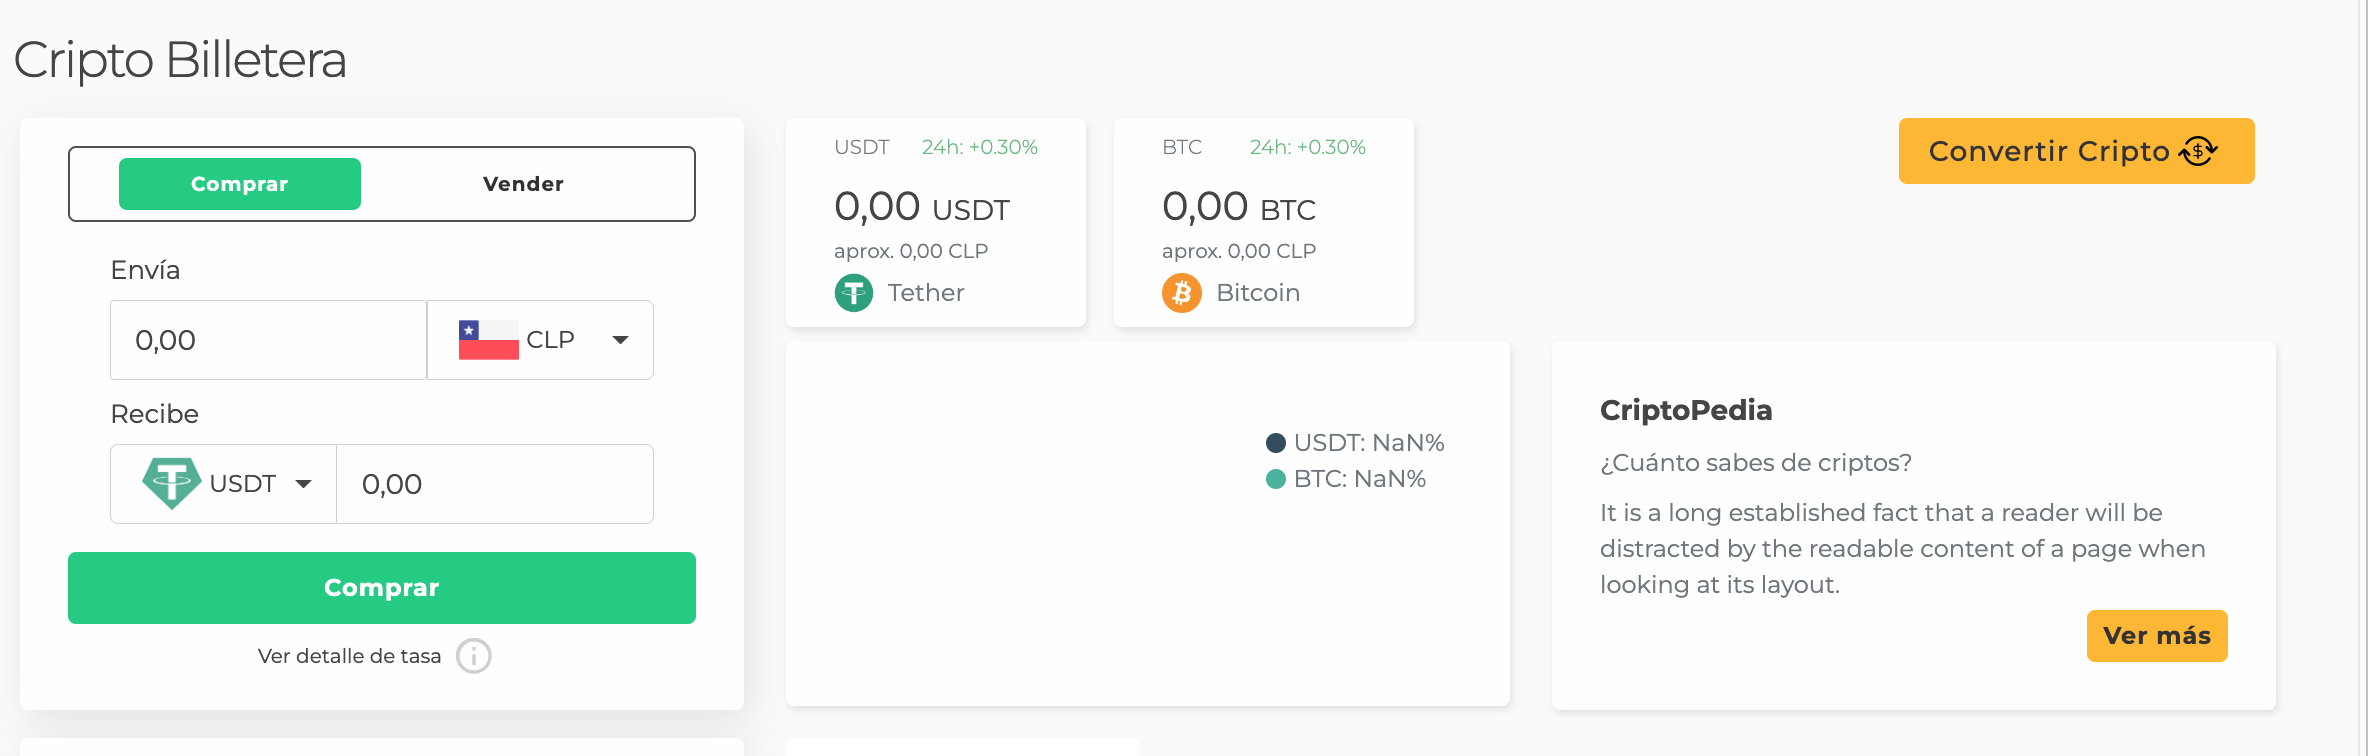 Cripto Billetera
Comprar
Vender
Envía
0,00
CLP
Recibe
USDT
0,00
Comprar
Ver detalle de tasa
USDT 24h: +0.30%
0,00 USDT
aprox. 0,00 CLP
Tether
BTC 24h: +0.30%
0,00 BTC
aprox. 0,00 CLP
Bitcoin
Convertir Cripto
USDT: NaN%
BTC: NaN%
CriptoPedia
¿Cuánto sabes de criptos?
It is a long established fact that a reader will be
distracted by the readable content of a page when
looking at its layout.
Ver más